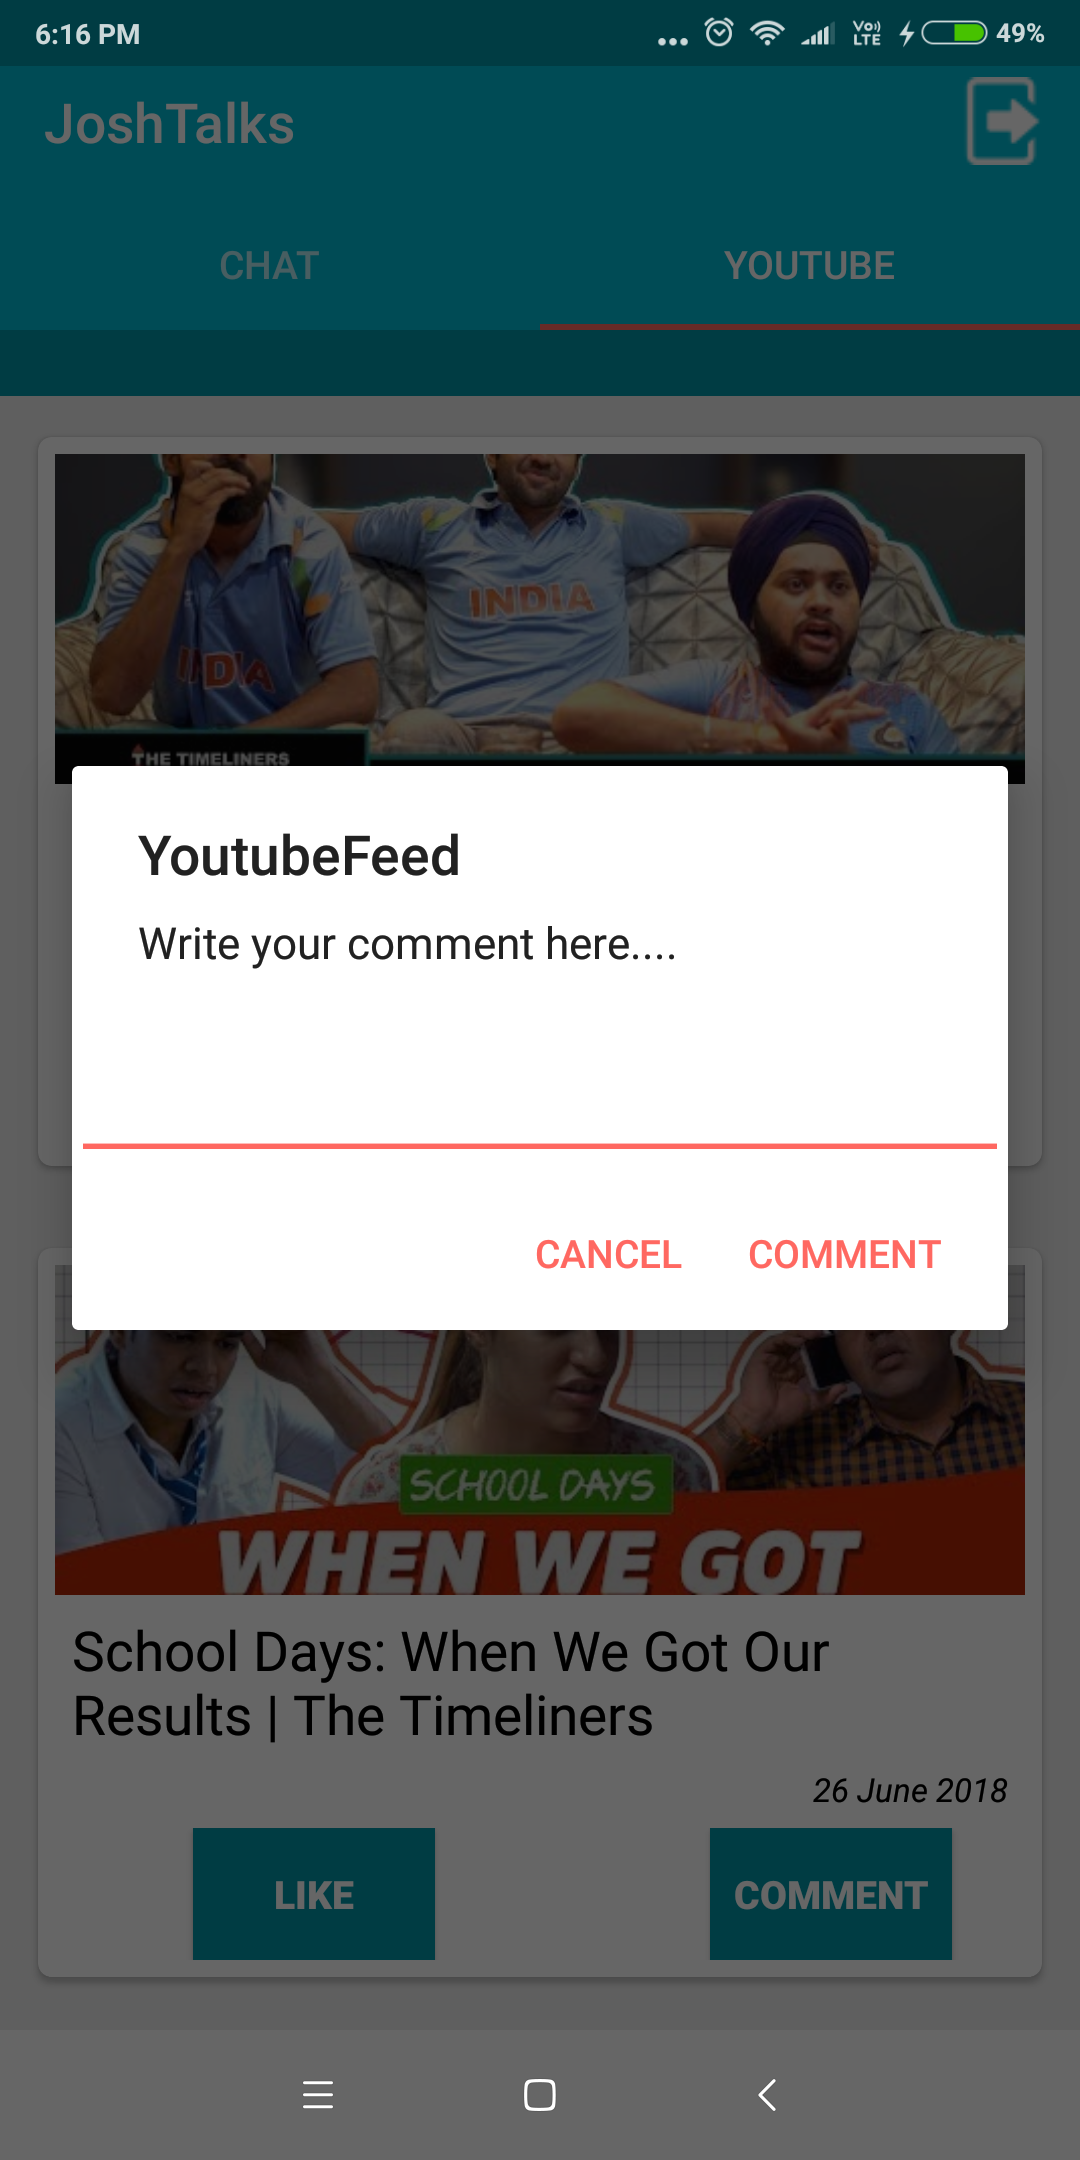 6:16 PM
Vo))
LTE
49%
JoshTalks
CHAT
YOUTUBE
INDIA
INDIA
THE TIMELINERS
YoutubeFeed
Write your comment here....
CANCEL
COMMENT
SCHOOL DAYS
WHEN WE GOT
School Days: When We Got Our
Results | The Timeliners
26 June 2018
LIKE
COMMENT